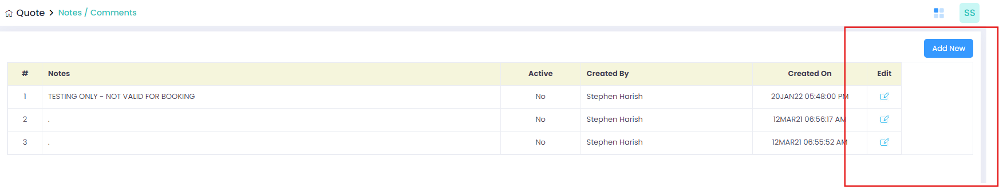 Quote > Notes / Comments
SS
Add New
# Notes Active Created By Created On Edit
1 TESTING ONLY - NOT VALID FOR BOOKING No Stephen Harish 20JAN22 05:48:00 PM
2 . No Stephen Harish 12MAR21 06:56:17 AM
3 . No Stephen Harish 12MAR21 06:55:52 AM